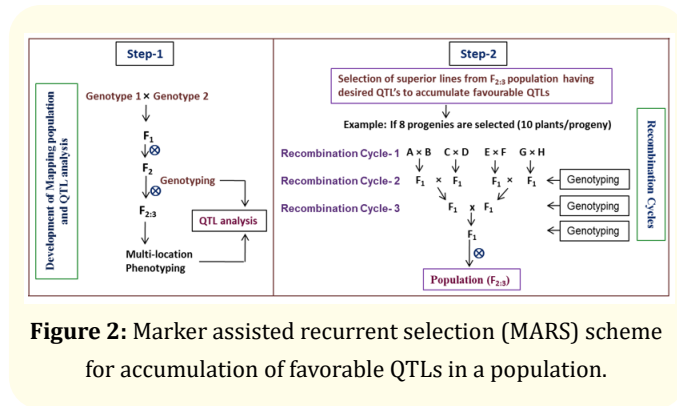 Step-1
Development of Mapping population
and QTL analysis
Genotype 1 × Genotype 2
F1
F2
Genotyping
F2:3
QTL analysis
Multi-location
Phenotyping
Step-2
Selection of superior lines from F2:3 population having
desired QTL's to accumulate favourable QTLs
Example: If 8 progenies are selected (10 plants/progeny)
Recombination Cycle- 1 A × B C × D E × F G × H
Recombination Cycle- 2 F1 × F1 F1 × F1 Genotyping
Recombination Cycle- 3 F1 x F1 Genotyping
F1 Genotyping
Population (F2:3)
Recombination Cycles
Figure 2: Marker assisted recurrent selection (MARS) scheme
for accumulation of favorable QTLs in a population.